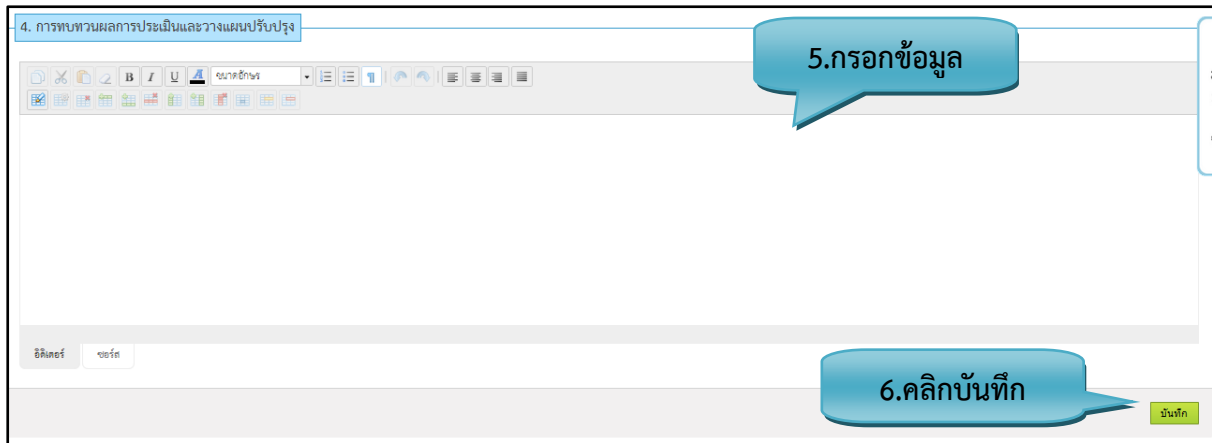 4. การทบทวนผลการประเมินและวางแผนปรับปรุง
5.กรอกข้อมูล
B I U A ขนาดอักษร
อีดิเตอร์ ซอร์ส
6.คลิกบันทึก
บันทึก